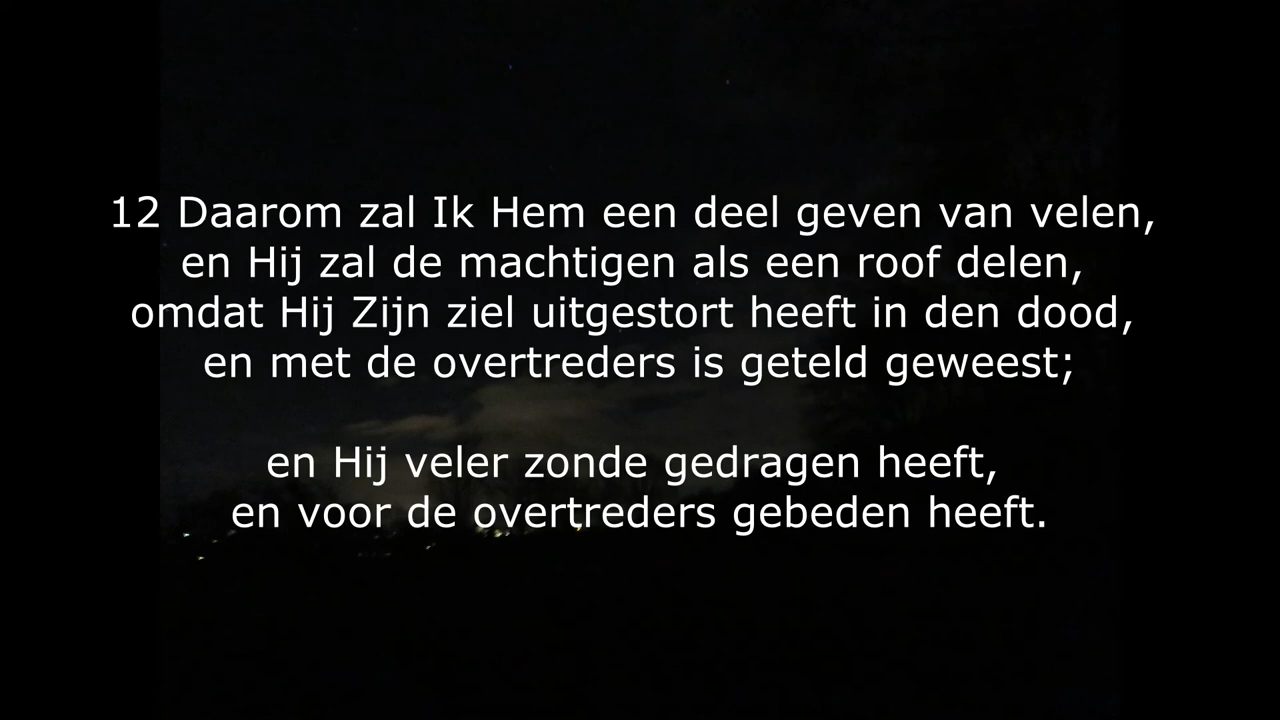 12 Daarom zal Ik Hem een deel geven van velen,
en Hij zal de machtigen als een roof delen,
omdat Hij Zijn ziel uitgestort heeft in den dood,
en met de overtreders is geteld geweest;
en Hij veler zonde gedragen heeft,
en voor de overtreders gebeden heeft.